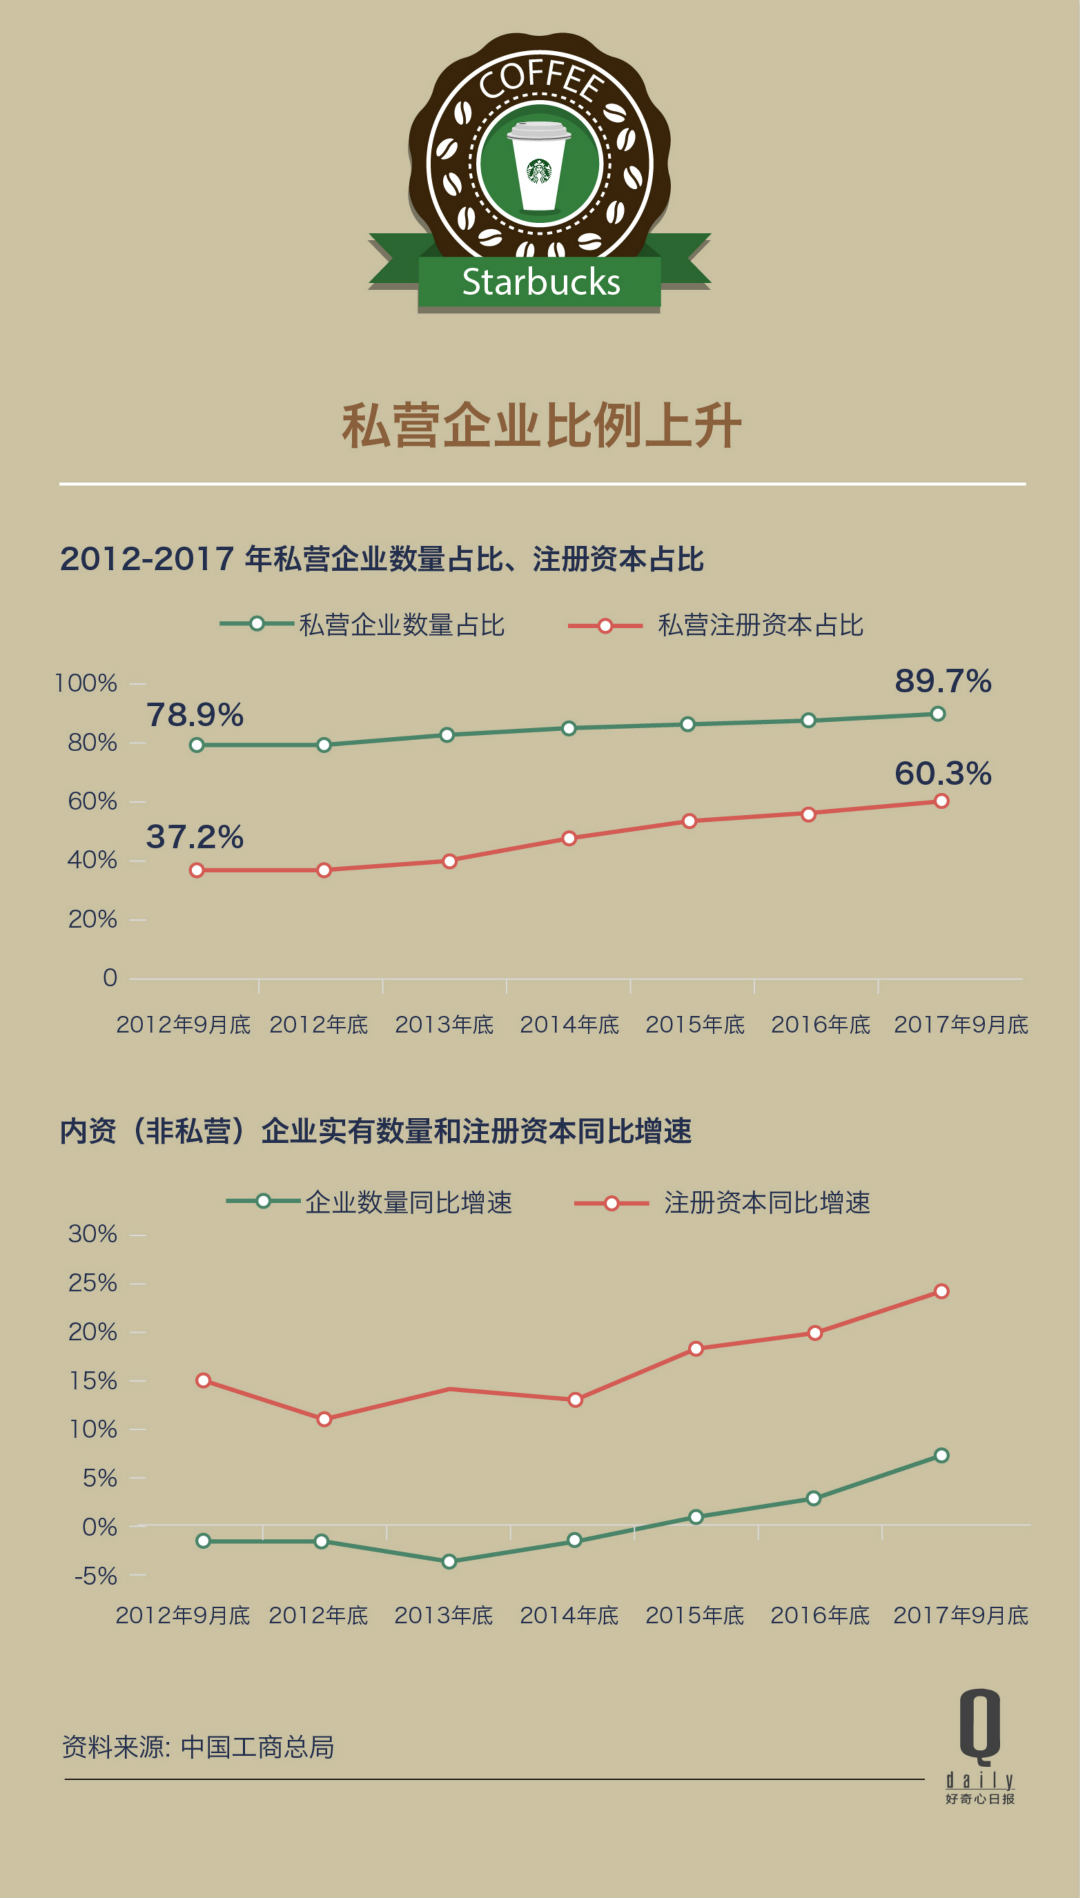 COFFEE
Starbucks
私营企业比例上升
2012-2017 年私营企业数量占比、注册资本占比
私营企业数量占比 私营注册资本占比
100%
89.7%
78.9%
80%
60.3%
60%
37.2%
40%
20%
0
2012年9月底 2012年底 2013年底 2014年底 2015年底 2016年底 2017年9月底
内资（非私营）企业实有数量和注册资本同比增速
企业数量同比增速 注册资本同比增速
30%
25%
20%
15%
10%
5%
0%
-5%
2012年9月底 2012年底 2013年底 2014年底 2015年底 2016年底 2017年9月底
资料来源: 中国工商总局
Q
daily
好奇心日报